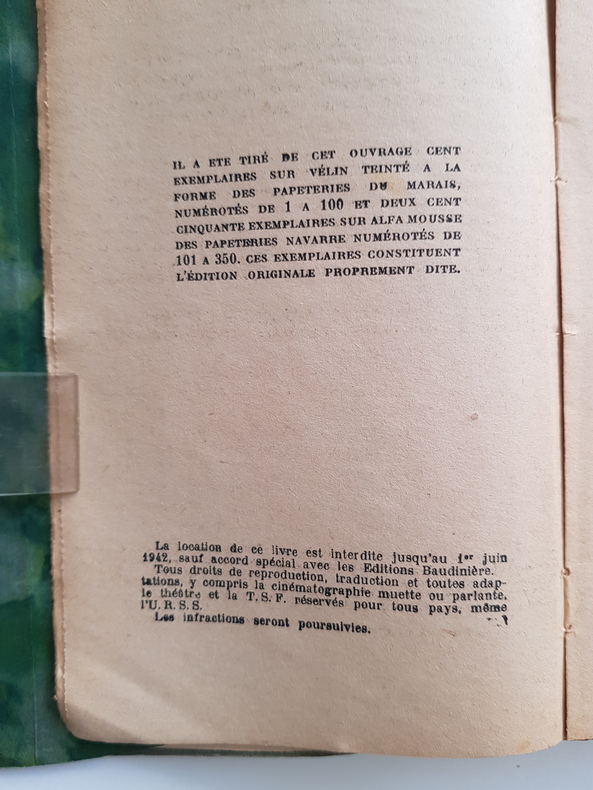 IL A ETE TIRÉ DE CET OUVRAGE CENT
EXEMPLAIRES SUR VÉLIN TEINTÉ A LA
FORME DES PAPETERIES DU MARAIS,
NUMÉROTÉS DE 1 A 100 ET DEUX CENT
CINQUANTE EXEMPLAIRES SUR ALFA MOUSSE
DES PAPETERIES NAVARRE NUMÉROTÉS DE
101 A 350. CES EXEMPLAIRES CONSTITUENT
L'ÉDITION ORIGINALE PROPREMENT DITE.
La location de ce livre est interdite jusqu'au 1er juin
1942, sauf accord spécial avec les Editions Baudinière.
Tous droits de reproduction, traduction et toutes adap-
tations, y compris la cinématographie muette ou parlante,
le théâtre et la T. S. F. réservés pour tous pays, même
l'U. R. S. S.
Les infractions seront poursuivies.